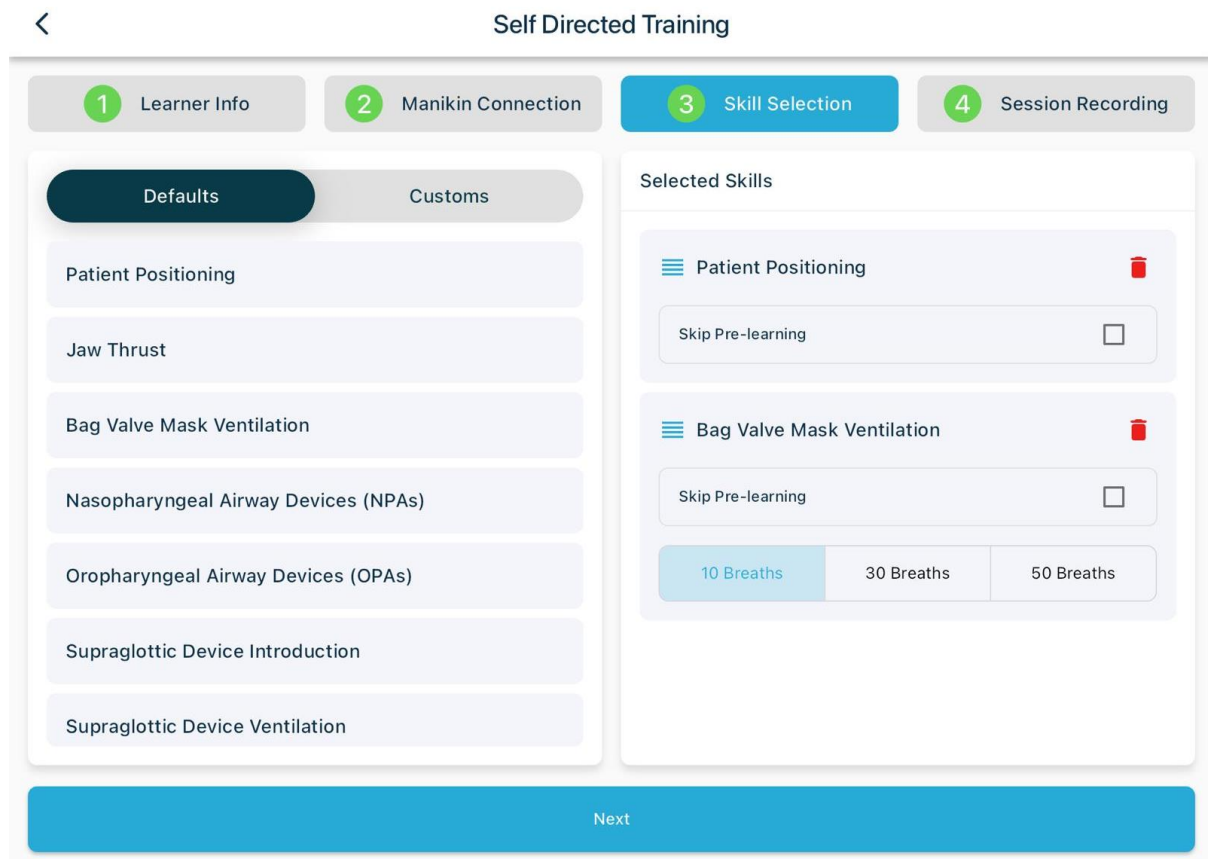 Self Directed Training
1 Learner Info
2 Manikin Connection
3 Skill Selection
4 Session Recording
Defaults
Customs
Patient Positioning
Jaw Thrust
Bag Valve Mask Ventilation
Nasopharyngeal Airway Devices (NPAs)
Oropharyngeal Airway Devices (OPAs)
Supraglottic Device Introduction
Supraglottic Device Ventilation
Selected Skills
Patient Positioning
Skip Pre-learning
Bag Valve Mask Ventilation
Skip Pre-learning
10 Breaths
30 Breaths
50 Breaths
Next